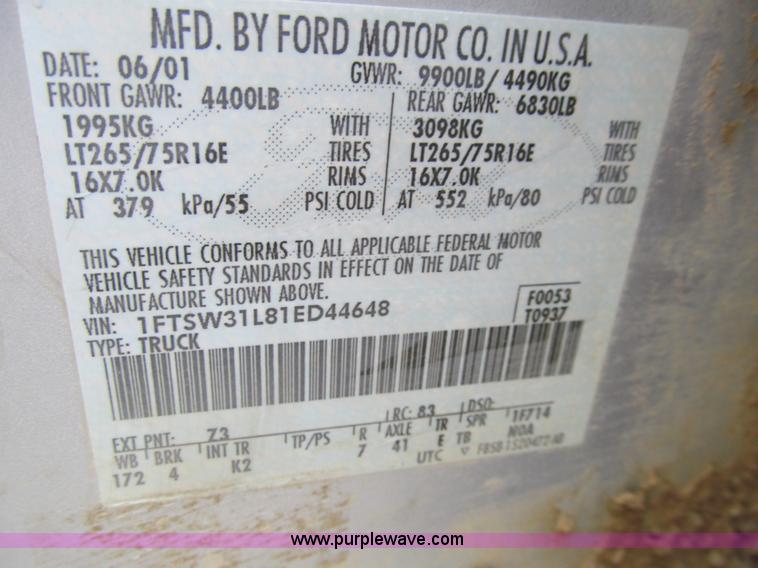 MFD. BY FORD MOTOR CO. IN U.S.A.
DATE: 06/01 GVWR: 9900LB/ 4490KG
FRONT GAWR: 4400LB REAR GAWR: 6830LB
1995KG WITH 3098KG WITH
LT265/75R16E TIRES LT265/75R16E TIRES
16X7.0K RIMS 16X7.0K RIMS
AT 379 kPa/55 PSI COLD AT 552 kPa/80 PSI COLD
THIS VEHICLE CONFORMS TO ALL APPLICABLE FEDERAL MOTOR
VEHICLE SAFETY STANDARDS IN EFFECT ON THE DATE OF
MANUFACTURE SHOWN ABOVE.
VIN: 1FTSW31L81ED44648 F0053
TYPE: TRUCK T0937
EXT PNT: Z3 RC: 83 DSO: 1F714
WB BRK INT TR TP/PS R AXLE TR SPR N0A
172 4 K2 7 41 E TB
UTC
www.purplewave.com